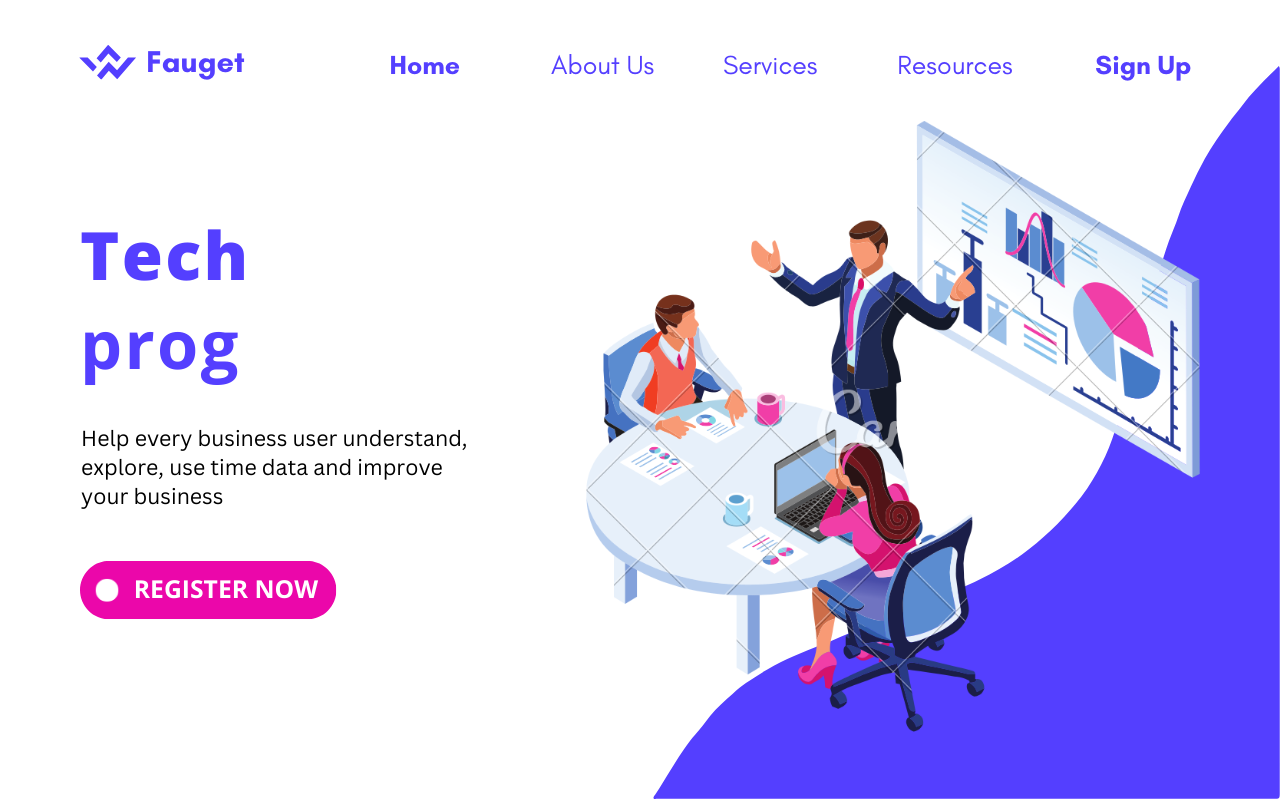 Fauget
Home
About Us
Services
Resources
Sign Up
Tech
prog
Help every business user understand,
explore, use time data and improve
your business
REGISTER NOW